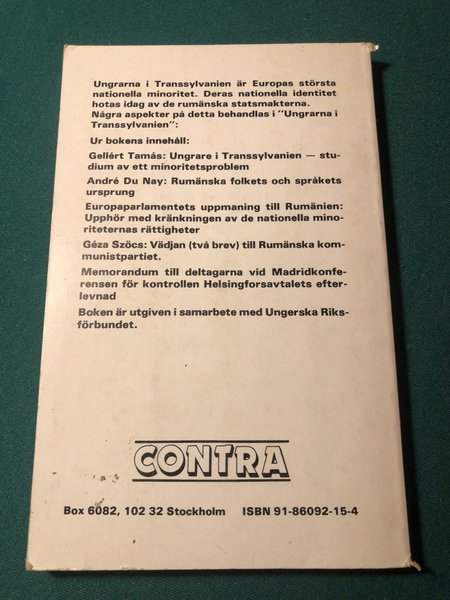 Ungrarna i Transsylvanien är Europas största
nationella minoritet. Deras nationella identitet
hotas idag av de rumänska statsmakterna.
Några aspekter på detta behandlas i "Ungrarna i
Transsylvanien":
Ur bokens innehåll:
Gellért Tamás: Ungrare i Transsylvanien — stu-
dium av ett minoritetsproblem
André Du Nay: Rumänska folkets och språkets
ursprung
Europaparlamentets uppmaning till Rumänien:
Upphör med kränkningen av de nationella mino-
riteternas rättigheter
Géza Szöcs: Vädjan (två brev) till Rumänska kom-
munistpartiet.
Memorandum till deltagarna vid Madridkonfe-
rensen för kontrollen Helsingforsavtalets efter-
levnad
Boken är utgiven i samarbete med Ungerska Riks-
förbundet.
CONTRA
Box 6082, 102 32 Stockholm ISBN 91-86092-15-4